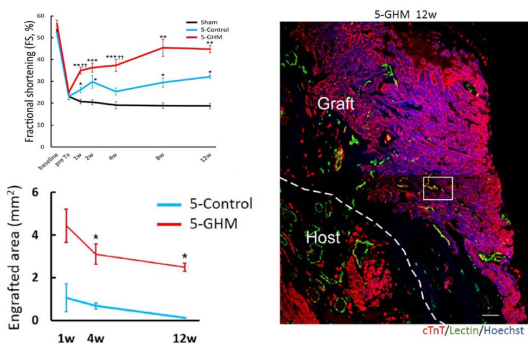 Fractional shortening (FS, %)
60
50
40
30
20
10
0
Sham
5-Control
5-GHM
baseline
pre Tx
1w
2w
4w
8w
12w
Engrafted area (mm²)
6
4
2
0
5-Control
5-GHM
*
*
1w 4w 12w
5-GHM 12w
Graft
Host
cTnT/Lectin/Hoechst